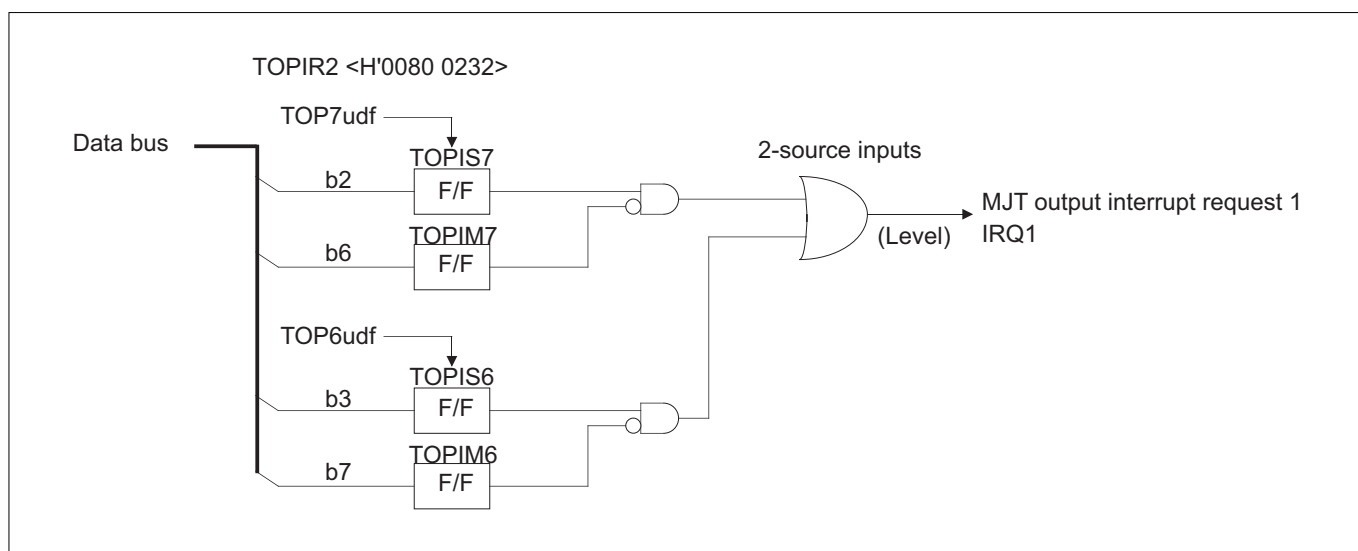 TOPIR2 <H'0080 0232>
TOP7udf
Data bus
TOPIS7
2-source inputs
b2
F/F
MJT output interrupt request 1
(Level)
IRQ1
TOPIM7
b6
F/F
TOP6udf
TOPIS6
b3
F/F
TOPIM6
b7
F/F